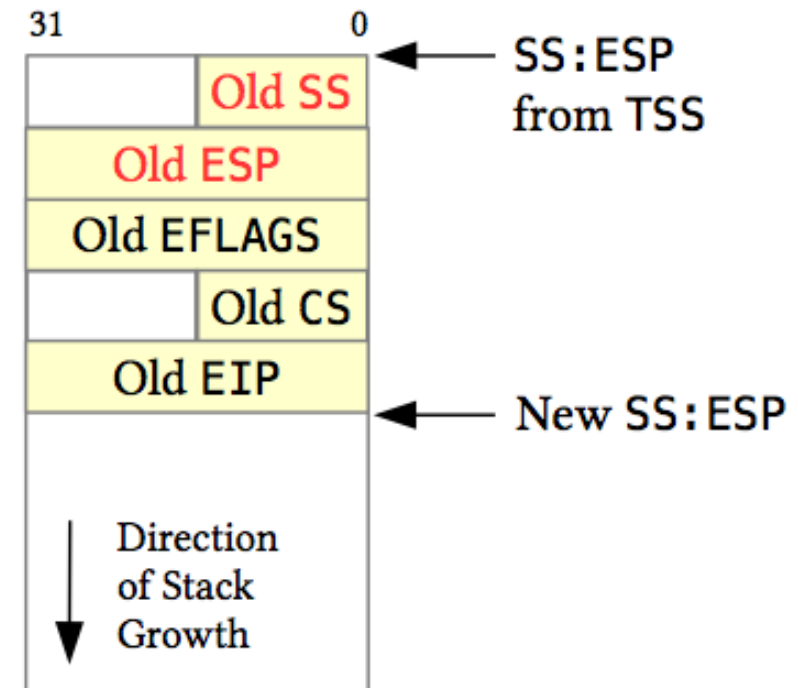 31 0
SS:ESP
from TSS
Old SS
Old ESP
Old EFLAGS
Old CS
Old EIP
New SS:ESP
Direction
of Stack
Growth